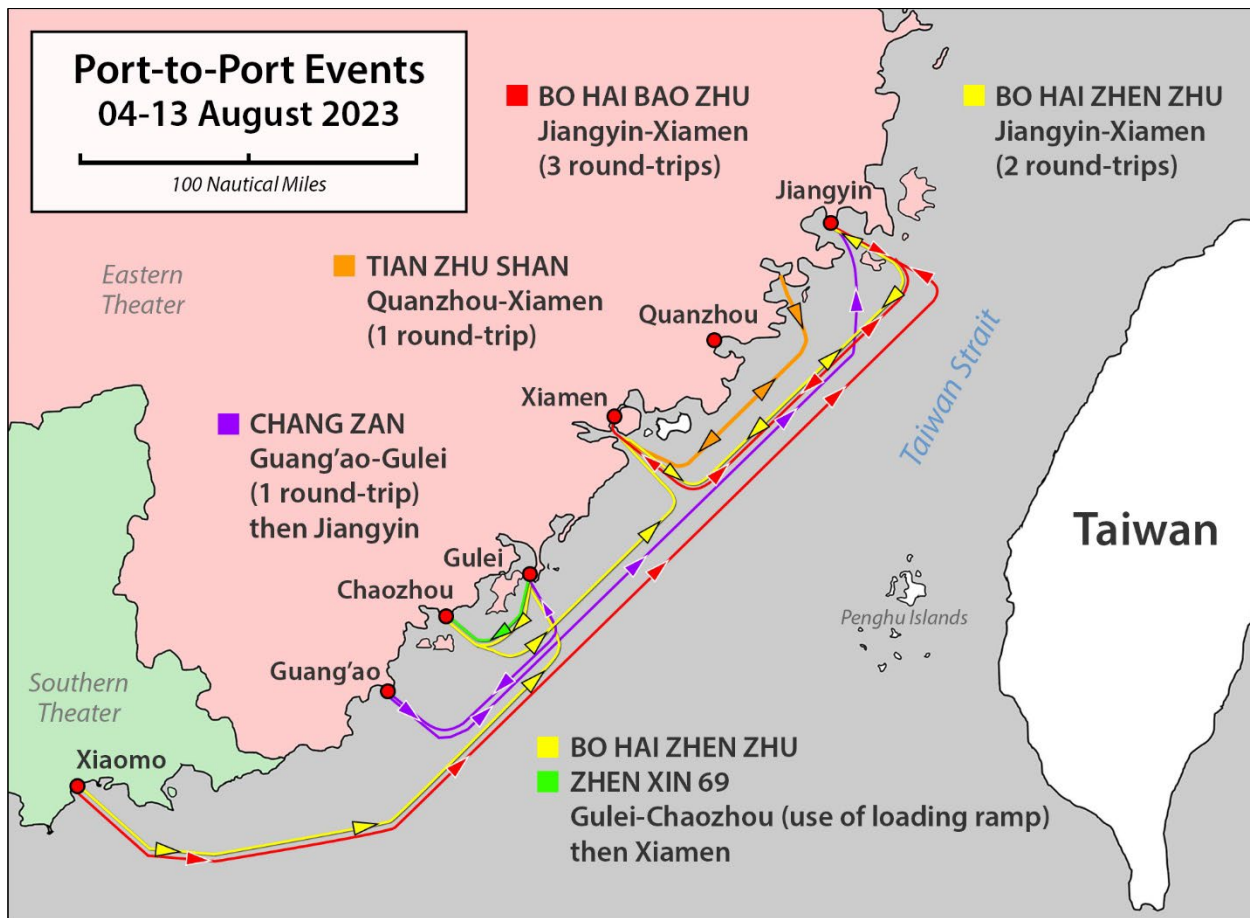 Port-to-Port Events
04-13 August 2023
100 Nautical Miles
BO HAI BAO ZHU
Jiangyin-Xiamen
(3 round-trips)
BO HAI ZHEN ZHU
Jiangyin-Xiamen
(2 round-trips)
Jiangyin
Eastern
Theater
TIAN ZHU SHAN
Quanzhou-Xiamen
(1 round-trip)
Quanzhou
Taiwan Strait
Xiamen
CHANG ZAN
Guang'ao-Gulei
(1 round-trip)
then Jiangyin
Taiwan
Gulei
Chaozhou
Penghu Islands
Guang'ao
Southern
Theater
Xiaomo
BO HAI ZHEN ZHU
ZHEN XIN 69
Gulei-Chaozhou (use of loading ramp)
then Xiamen